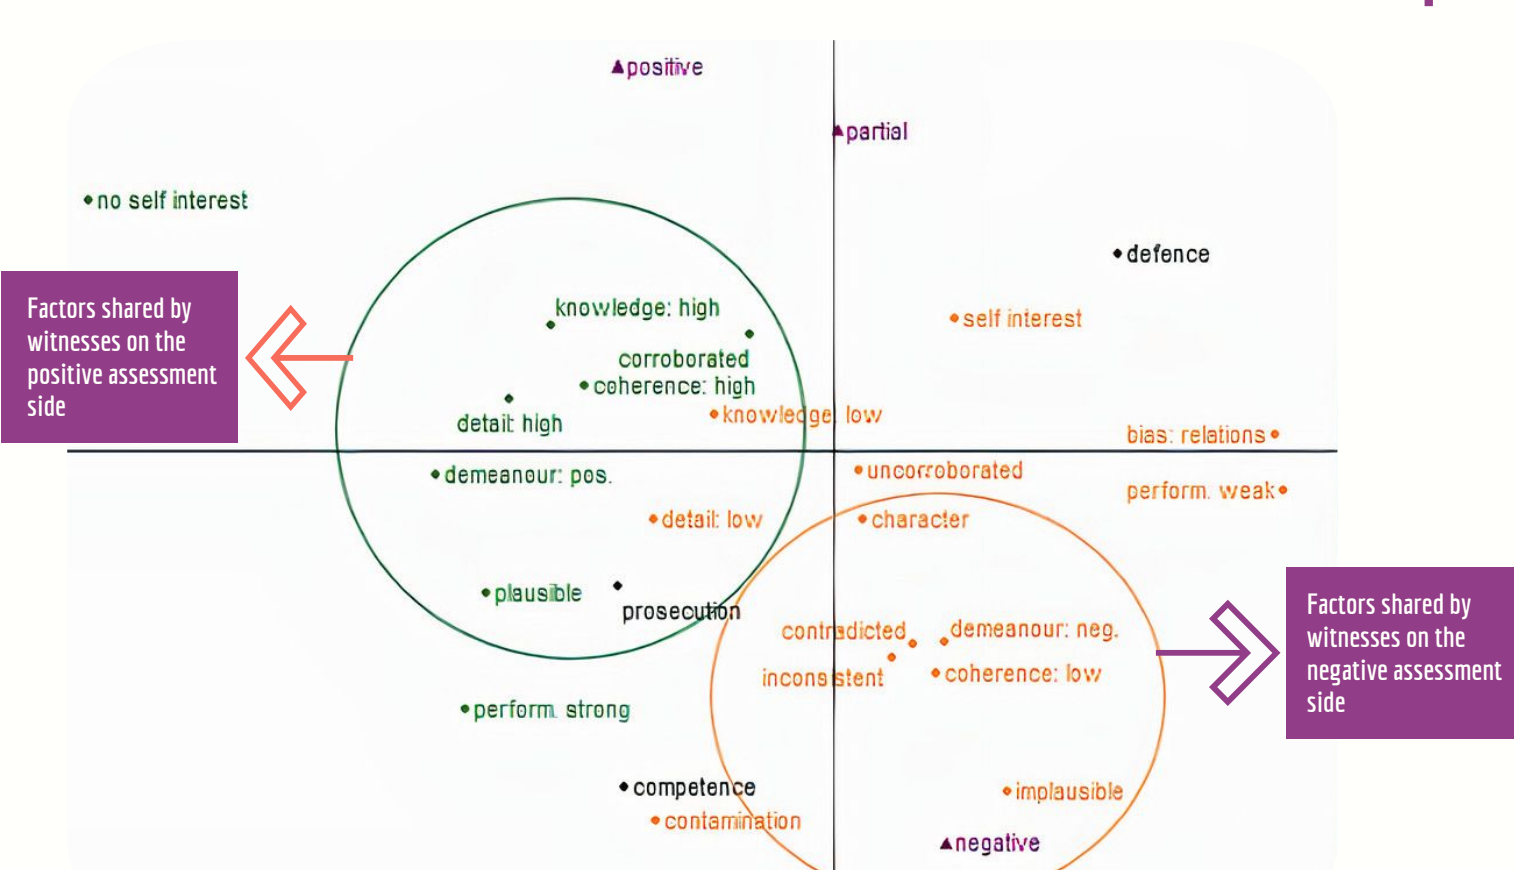 positive
partial
no self interest
defence
Factors shared by
witnesses on the
positive assessment
side
knowledge: high
self interest
corroborated
coherence: high
knowledge: low
detail: high
bias: relations
demeanour: pos.
uncorroborated
perform. weak
detail: low
character
plausible
prosecution
Factors shared by
witnesses on the
negative assessment
side
contradicted
demeanour: neg.
inconsistent
coherence: low
perform. strong
competence
implausible
contamination
negative